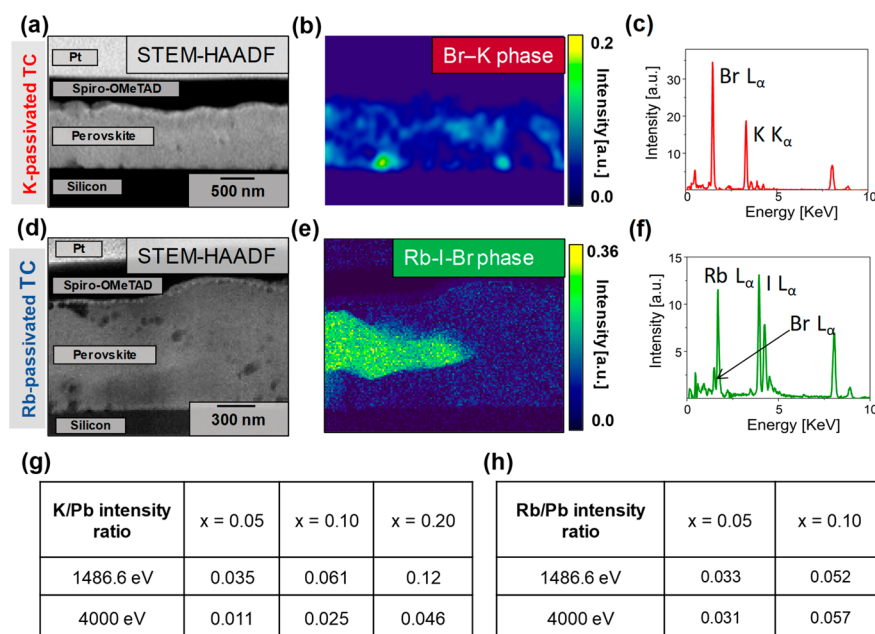 (a)
K-passivated TC
STEM-HAADF
Pt
Spiro-OMeTAD
Perovskite
Silicon
500 nm
(b)
Br–K phase
0.2
Intensity [a.u.]
0.0
(c)
Intensity [a.u.]
30
20
10
0
Br Lα
K Kα
0
5
10
Energy [KeV]
(d)
Rb-passivated TC
STEM-HAADF
Pt
Spiro-OMeTAD
Perovskite
Silicon
300 nm
(e)
Rb-I-Br phase
0.36
Intensity [a.u.]
0.0
(f)
Intensity [a.u.]
15
10
5
Rb Lα
I Lα
Br Lα
0
5
10
Energy [KeV]
(g)
K/Pb intensity ratio x = 0.05 x = 0.10 x = 0.20
1486.6 eV 0.035 0.061 0.12
4000 eV 0.011 0.025 0.046
(h)
Rb/Pb intensity ratio x = 0.05 x = 0.10
1486.6 eV 0.033 0.052
4000 eV 0.031 0.057